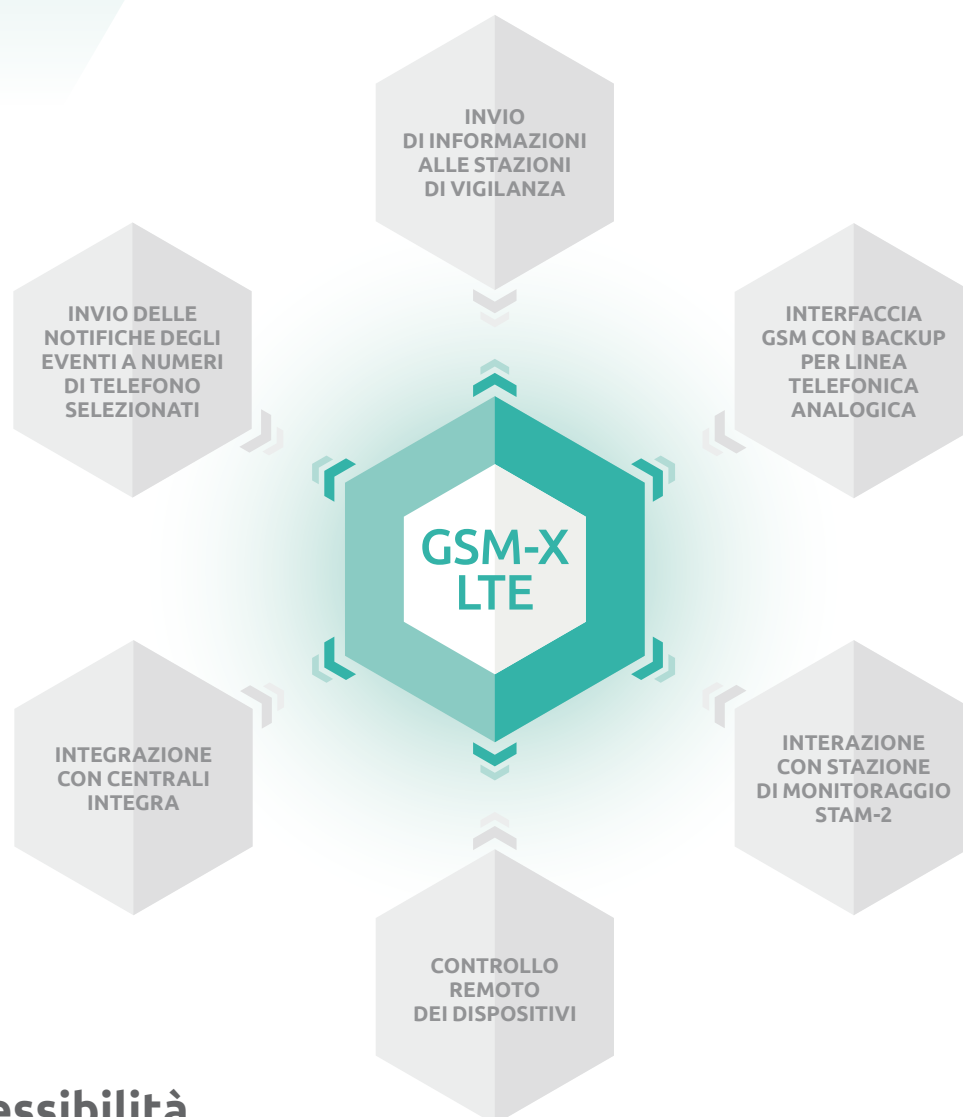 INVIO
DI INFORMAZIONI
ALLE STAZIONI
DI VIGILANZA
INVIO DELLE
NOTIFICHE DEGLI
EVENTI A NUMERI
DI TELEFONO
SELEZIONATI
INTERFACCIA
GSM CON BACKUP
PER LINEA
TELEFONICA
ANALOGICA
GSM-X
LTE
INTEGRAZIONE
CON CENTRALI
INTEGRA
INTERAZIONE
CON STAZIONE
DI MONITORAGGIO
STAM-2
CONTROLLO
REMOTO
DEI DISPOSITIVI